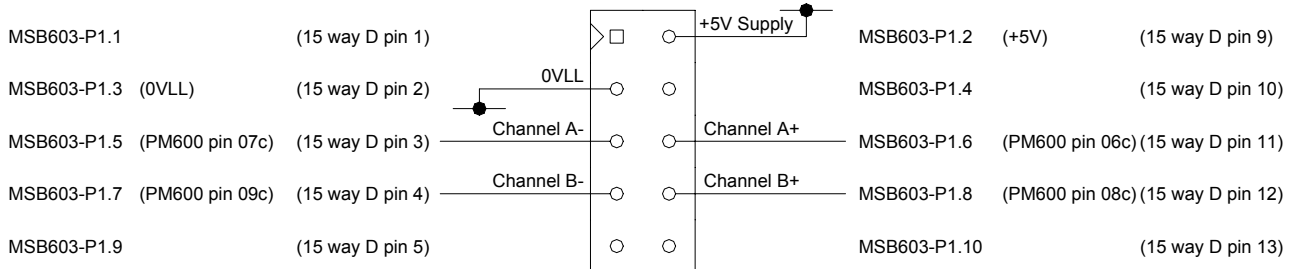 +5V Supply
MSB603-P1.1 (15 way D pin 1) MSB603-P1.2 (+5V) (15 way D pin 9)
0VLL
MSB603-P1.3 (0VLL) (15 way D pin 2) MSB603-P1.4 (15 way D pin 10)
Channel A- Channel A+
MSB603-P1.5 (PM600 pin 07c) (15 way D pin 3) MSB603-P1.6 (PM600 pin 06c) (15 way D pin 11)
Channel B- Channel B+
MSB603-P1.7 (PM600 pin 09c) (15 way D pin 4) MSB603-P1.8 (PM600 pin 08c) (15 way D pin 12)
MSB603-P1.9 (15 way D pin 5) MSB603-P1.10 (15 way D pin 13)